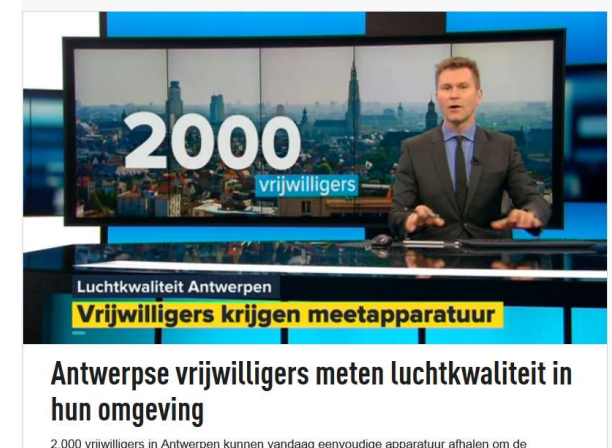 2000
vrijwilligers
Luchtkwaliteit Antwerpen
Vrijwilligers krijgen meetapparatuur
Antwerpse vrijwilligers meten luchtkwaliteit in
hun omgeving
2.000 vrijwilligers in Antwerpen kunnen vandaag eenvoudige apparatuur afhalen om de